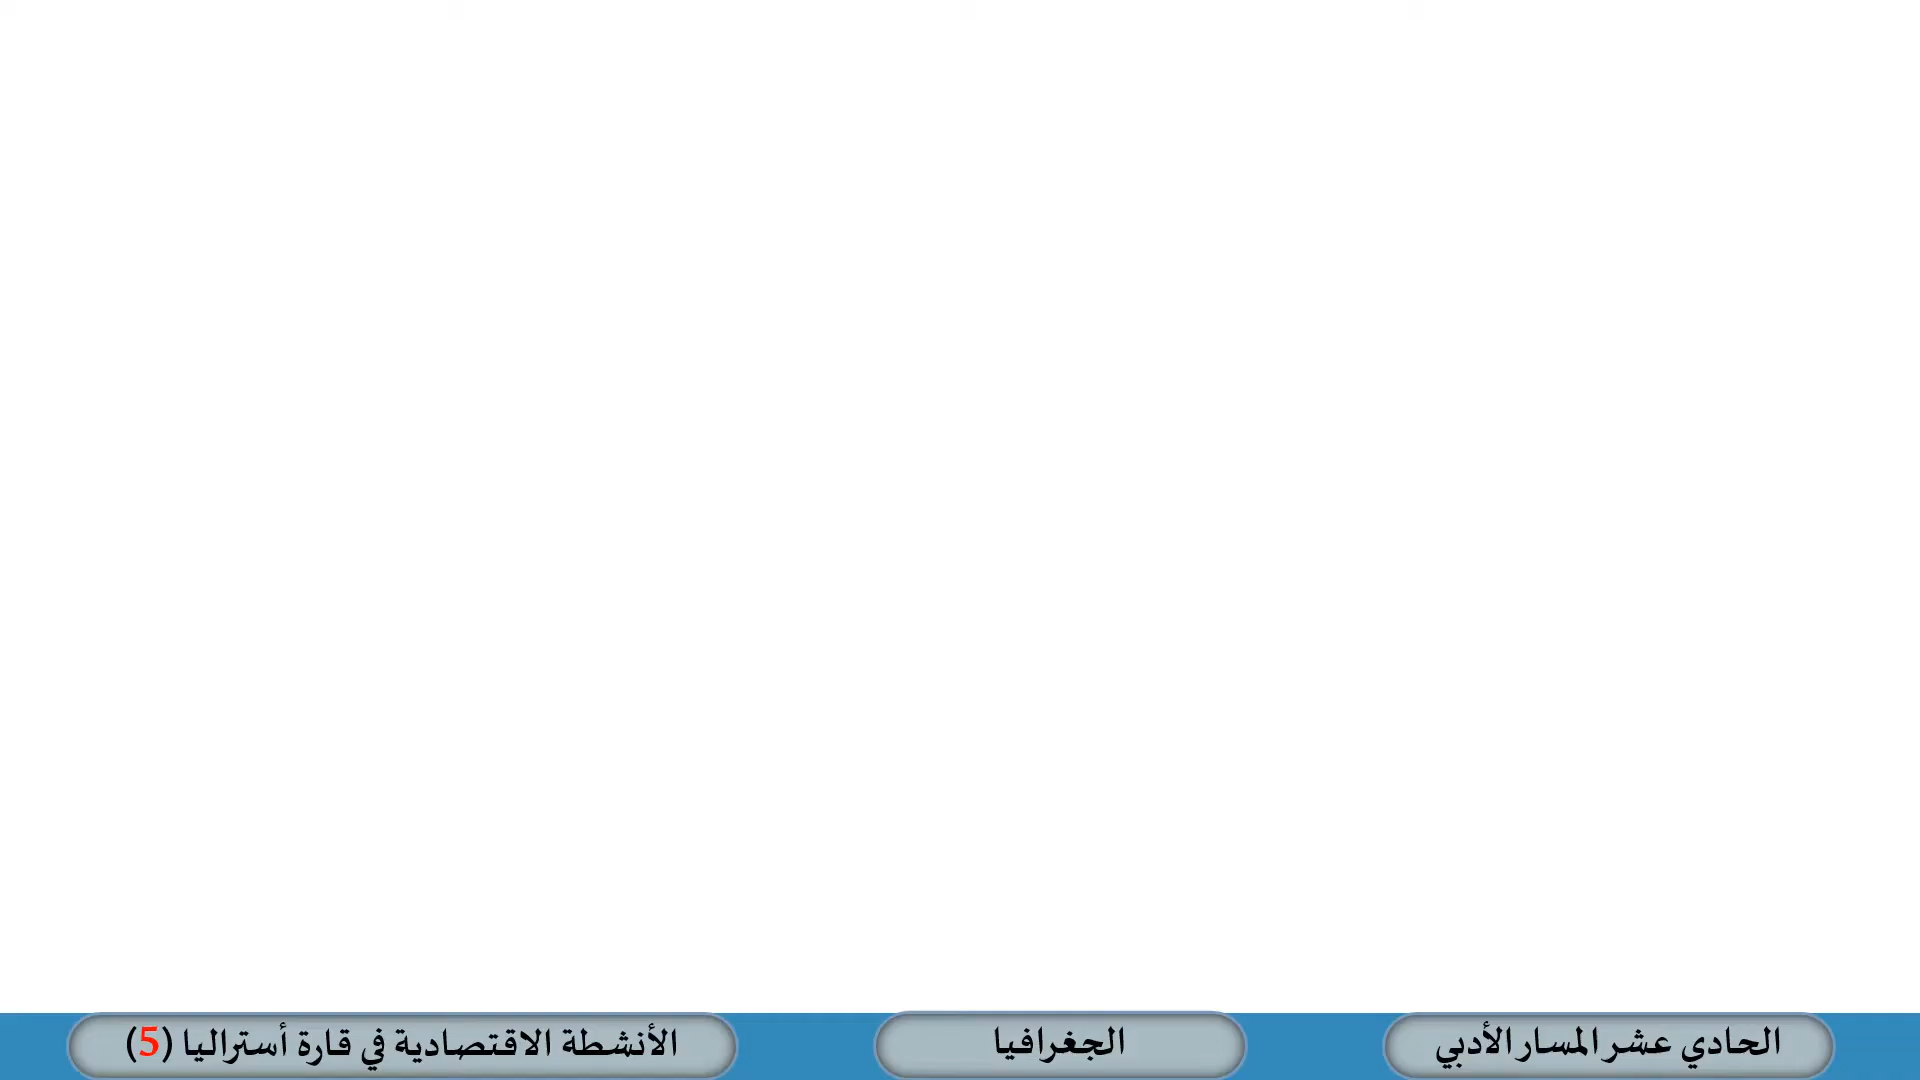 الحادي عشر المسار الأدبي
الجغرافيا
الأنشطة الاقتصادية في قارة أستراليا (5)